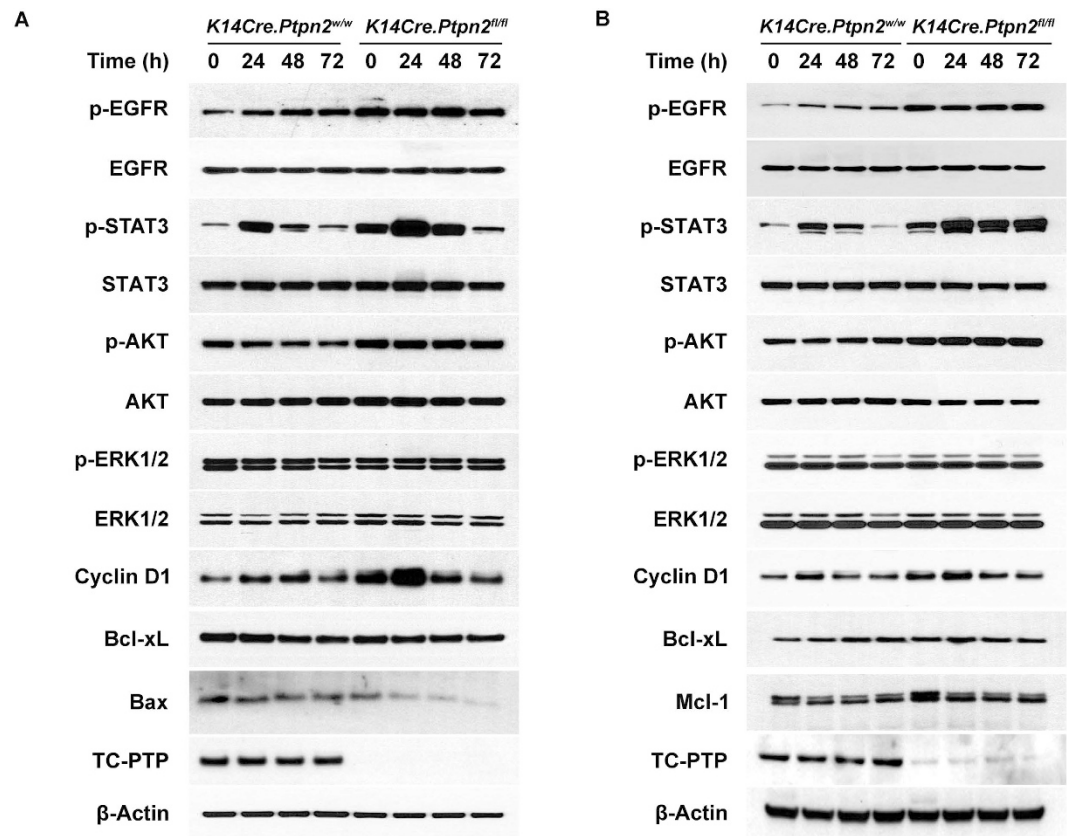 A
K14Cre.Ptpn2w/w K14Cre.Ptpn2fl/fl
Time (h) 0 24 48 72 0 24 48 72
p-EGFR
EGFR
p-STAT3
STAT3
p-AKT
AKT
p-ERK1/2
ERK1/2
Cyclin D1
Bcl-xL
Bax
TC-PTP
β-Actin
B
K14Cre.Ptpn2w/w K14Cre.Ptpn2fl/fl
Time (h) 0 24 48 72 0 24 48 72
p-EGFR
EGFR
p-STAT3
STAT3
p-AKT
AKT
p-ERK1/2
ERK1/2
Cyclin D1
Bcl-xL
Mcl-1
TC-PTP
β-Actin